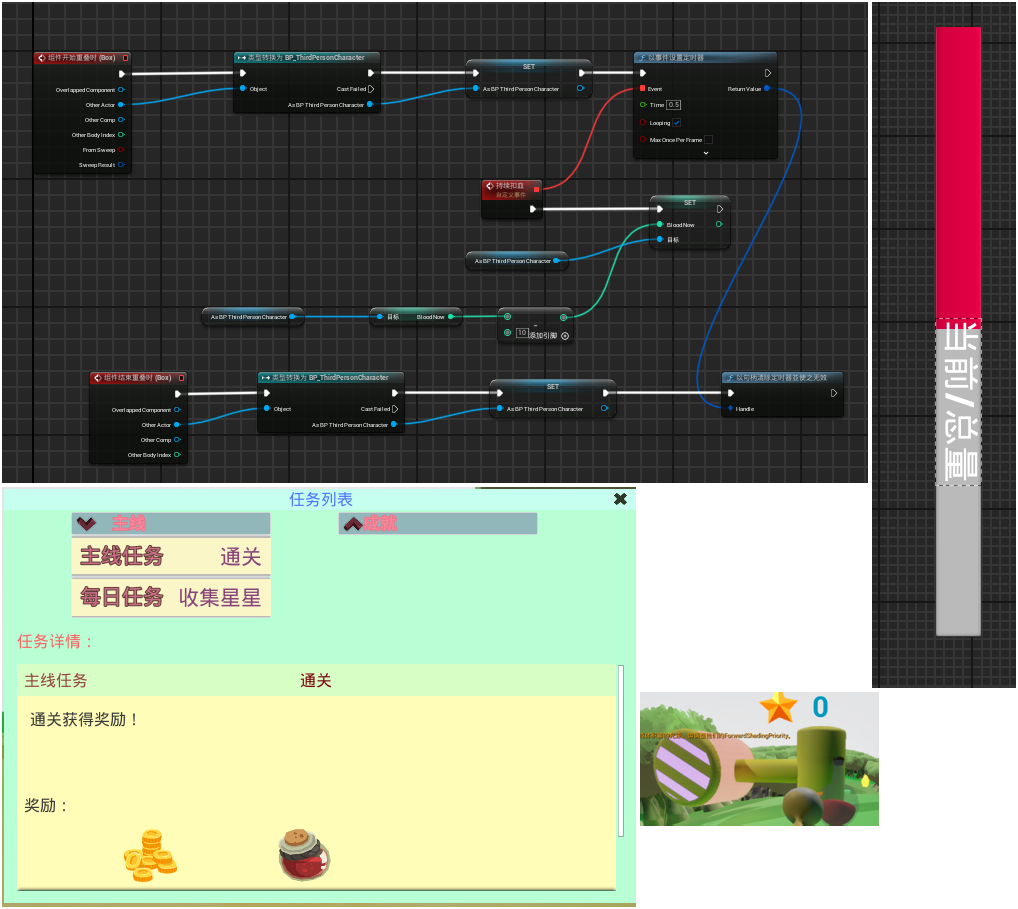 组件开始重叠时 (Box)
Overlapped Component
Other Actor
Other Comp
Other Body Index
From Sweep
Sweep Result
类型转换为 BP_ThirdPersonCharacter
Object
Cast Failed
As BP Third Person Character
SET
As BP Third Person Character
以事件设置定时器
Event
Return Value
Time 0.5
Looping
Max Once Per Frame
持续扣血
自定义事件
SET
Blood Now
目标
As BP Third Person Character
As BP Third Person Character
目标
Blood Now
-
10
添加引脚
组件结束重叠时 (Box)
Overlapped Component
Other Actor
Other Comp
Other Body Index
类型转换为 BP_ThirdPersonCharacter
Object
Cast Failed
As BP Third Person Character
SET
As BP Third Person Character
以句柄清除定时器并使之无效
Handle
当前/总量
任务列表
主线
成就
主线任务 通关
每日任务 收集星星
任务详情：
主线任务 通关
通关获得奖励！
奖励：
0
ForwardShadingPriority。